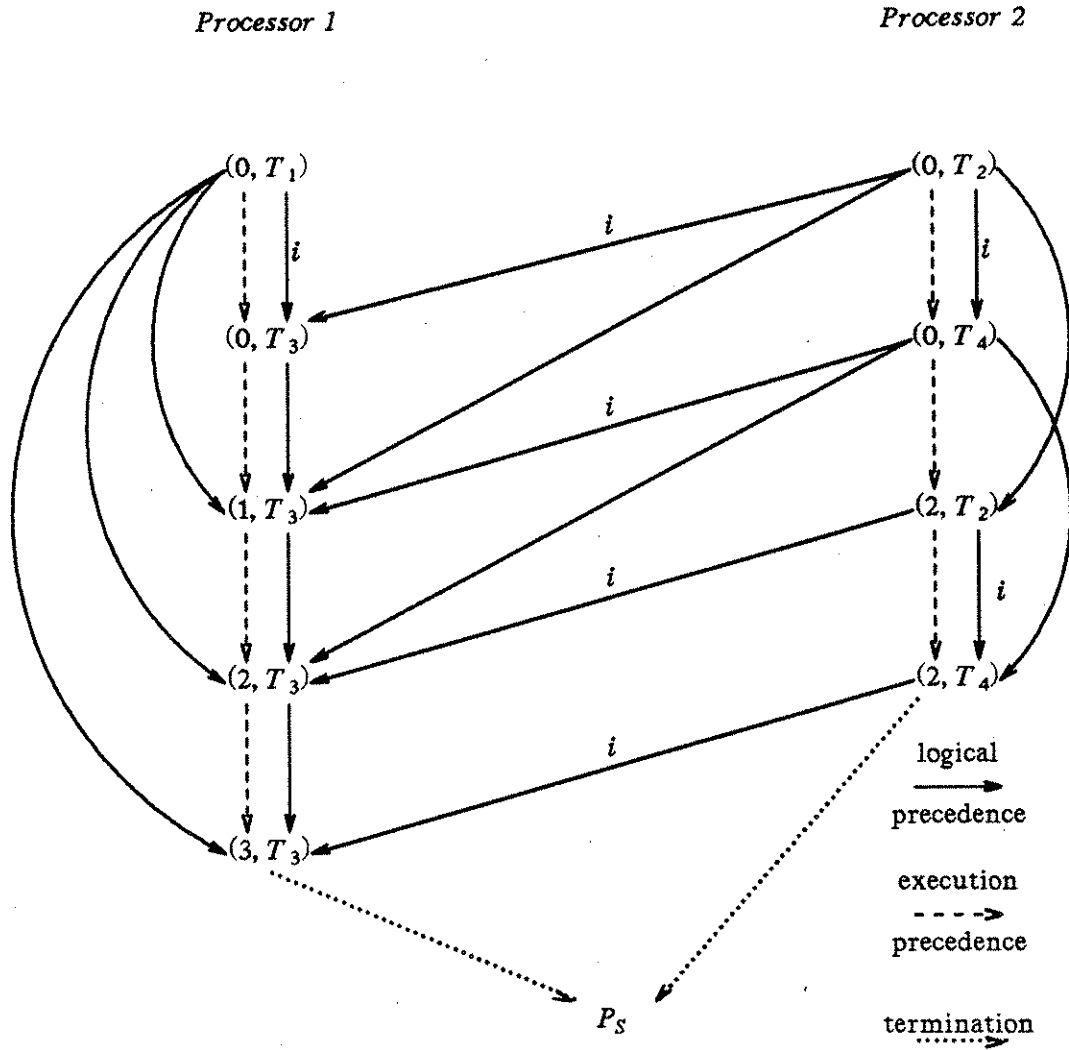 Processor 1 Processor 2
(0, T₁) (0, T₂)
i i i
(0, T₃) (0, T₄)
i
(1, T₃) (2, T₂)
i i
(2, T₃) (2, T₄)
i
logical
precedence
(3, T₃)
execution
precedence
P_S
termination